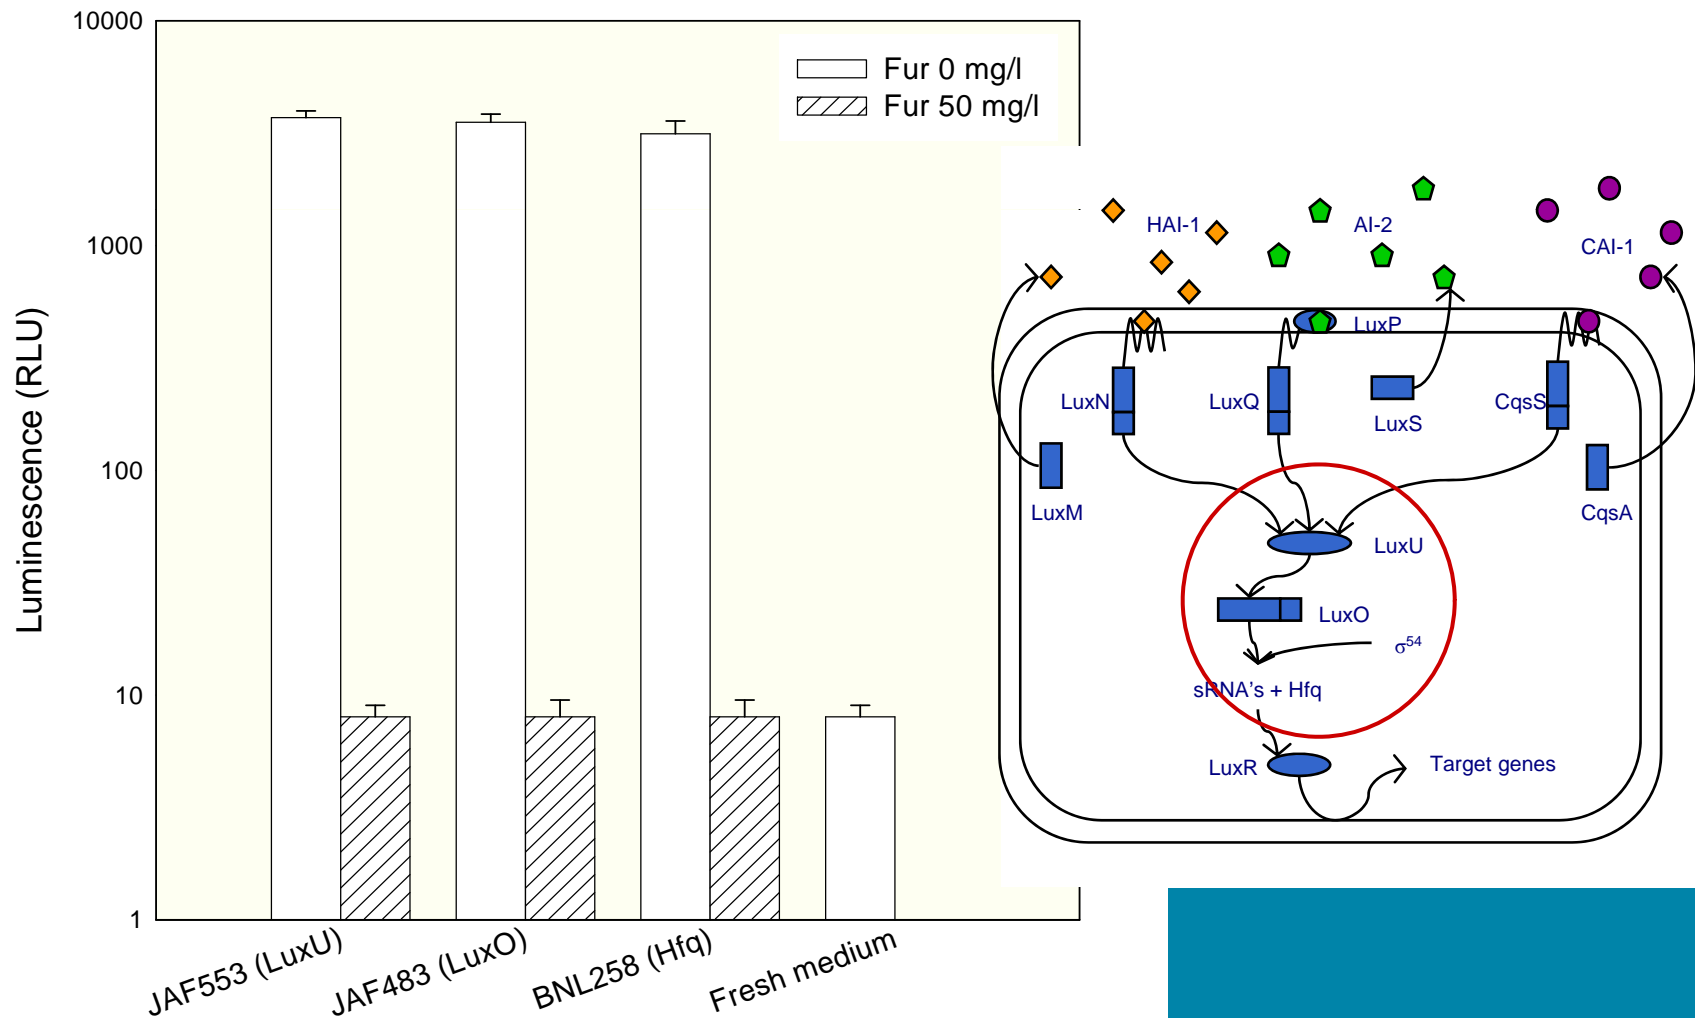 10000
1000
100
10
1
Luminescence (RLU)
Fur 0 mg/l
Fur 50 mg/l
JAF553 (LuxU)
JAF483 (LuxO)
BNL258 (Hfq)
Fresh medium
HAI-1
AI-2
CAI-1
LuxP
LuxN
LuxQ
LuxS
CqsS
LuxM
CqsA
LuxU
LuxO
σ⁵⁴
sRNA's + Hfq
LuxR
Target genes